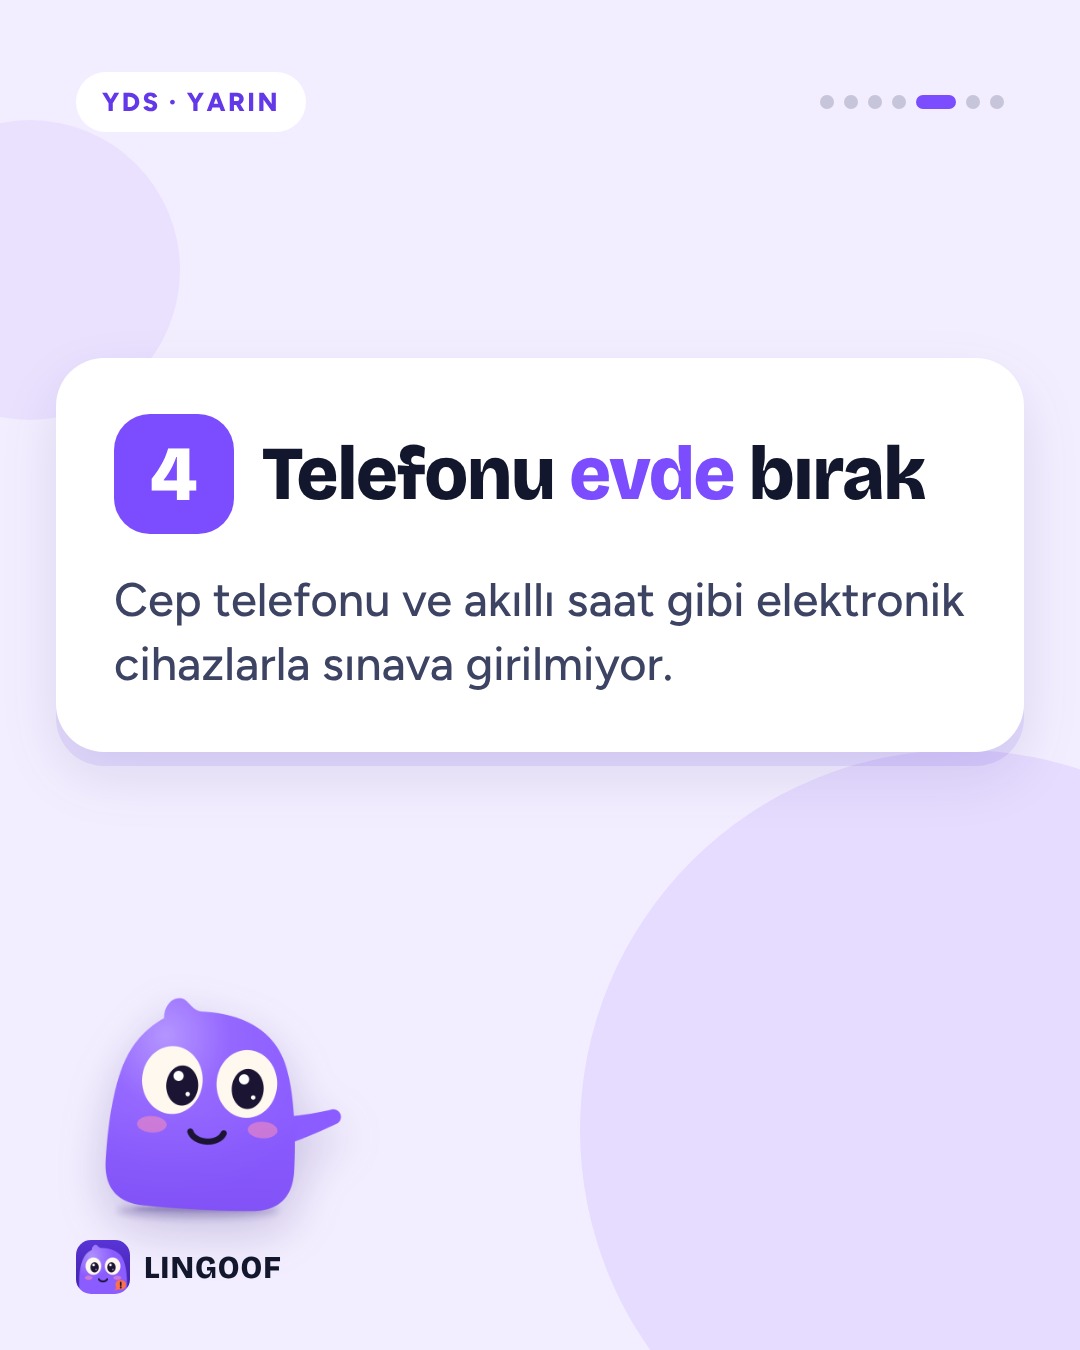 YDS · YARIN
4
Telefonu evde bırak
Cep telefonu ve akıllı saat gibi elektronik
cihazlarla sınava girilmiyor.
LINGOOF